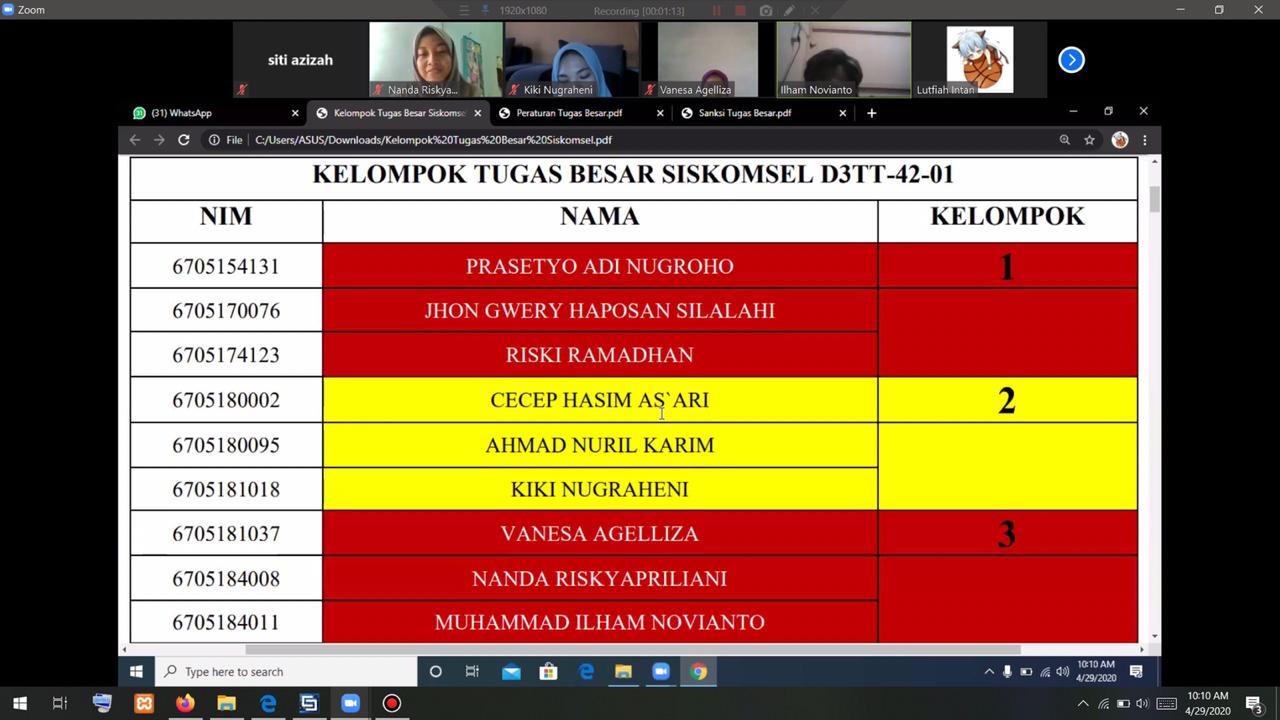 Zoom
1920x1080
Recording [00:01:13]
siti azizah
Nanda Riskya...
Kiki Nugraheni
Vanesa Agelliza
Ilham Novianto
Lutfiah Intan
(31) WhatsApp
Kelompok Tugas Besar Siskomse
Peraturan Tugas Besar.pdf
Sanksi Tugas Besar.pdf
File
C:/Users/ASUS/Downloads/Kelompok%20Tugas%20Besar%20Siskomsel.pdf
KELOMPOK TUGAS BESAR SISKOMSEL D3TT-42-01
NIM NAMA KELOMPOK
6705154131 PRASETYO ADI NUGROHO 1
6705170076 JHON GWERY HAPOSAN SILALAHI
6705174123 RISKI RAMADHAN
6705180002 CECEP HASIM AS`ARI 2
6705180095 AHMAD NURIL KARIM
6705181018 KIKI NUGRAHENI
6705181037 VANESA AGELLIZA 3
6705184008 NANDA RISKYAPRILIANI
6705184011 MUHAMMAD ILHAM NOVIANTO
Type here to search
10:10 AM
4/29/2020
10:10 AM
4/29/2020
3